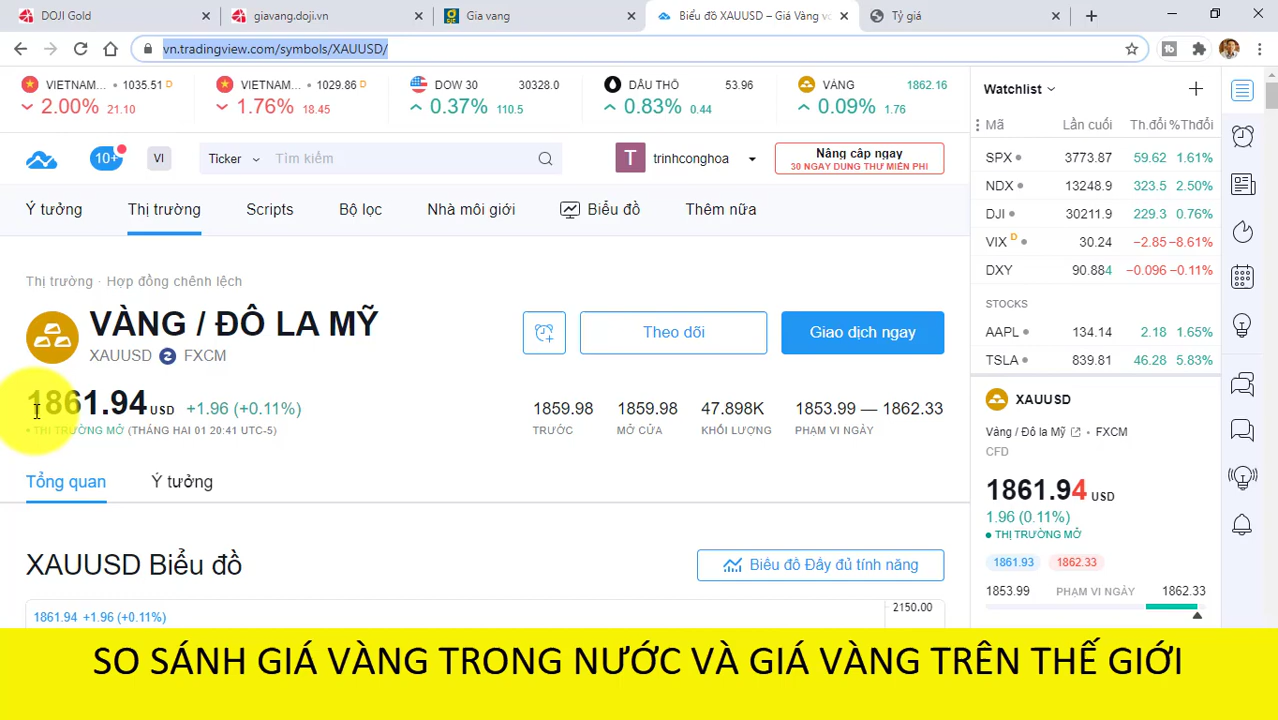 DOJI Gold
giavang.doji.vn
Gia vang
Biểu đồ XAUUSD – Giá Vàng
Tỷ giá
vn.tradingview.com/symbols/XAUUSD/
VIETNAM... 1035.51 D
2.00% 21.10
VIETNAM... 1029.86 D
1.76% 18.45
DOW 30 30328.0
0.37% 110.5
DẦU THÔ 53.96
0.83% 0.44
VÀNG 1862.16
0.09% 1.76
10+
VI
Ticker
Tìm kiếm
T trinhconghoa
Nâng cấp ngay
30 NGAY DUNG THƯ MIÊN PHI
Ý tưởng
Thị trường
Scripts
Bộ lọc
Nhà môi giới
Biểu đồ
Thêm nữa
Thị trường · Hợp đồng chênh lệch
VÀNG / ĐÔ LA MỸ
XAUUSD FXCM
Theo dõi
Giao dịch ngay
1861.94 USD +1.96 (+0.11%)
THỊ TRƯỜNG MỞ (THÁNG HAI 01 20:41 UTC-5)
1859.98
TRƯỚC
1859.98
MỞ CỬA
47.898K
KHỐI LƯỢNG
1853.99 — 1862.33
PHẠM VI NGÀY
Tổng quan
Ý tưởng
XAUUSD Biểu đồ
Biểu đồ Đầy đủ tính năng
1861.94 +1.96 (+0.11%)
2150.00
Watchlist
Mã Lần cuối Th.đổi %Thđổi
SPX 3773.87 59.62 1.61%
NDX 13248.9 323.5 2.50%
DJI 30211.9 229.3 0.76%
VIX D 30.24 −2.85 −8.61%
DXY 90.884 −0.096 −0.11%
STOCKS
AAPL 134.14 2.18 1.65%
TSLA 839.81 46.28 5.83%
XAUUSD
Vàng / Đô la Mỹ • FXCM
CFD
1861.94 USD
1.96 (0.11%)
THỊ TRƯỜNG MỞ
1861.93 1862.33
1853.99 PHẠM VI NGÀY 1862.33
SO SÁNH GIÁ VÀNG TRONG NƯỚC VÀ GIÁ VÀNG TRÊN THẾ GIỚI